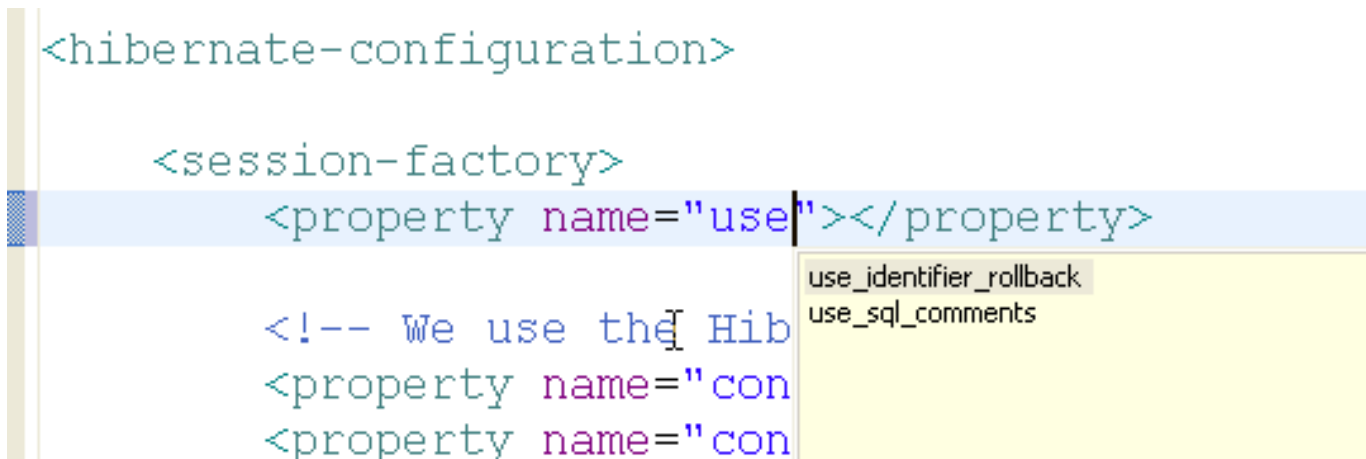 <hibernate-configuration>
<session-factory>
<property name="use"></property>
use_identifier_rollback
use_sql_comments
<!-- We use the Hib
<property name="con
<property name="con